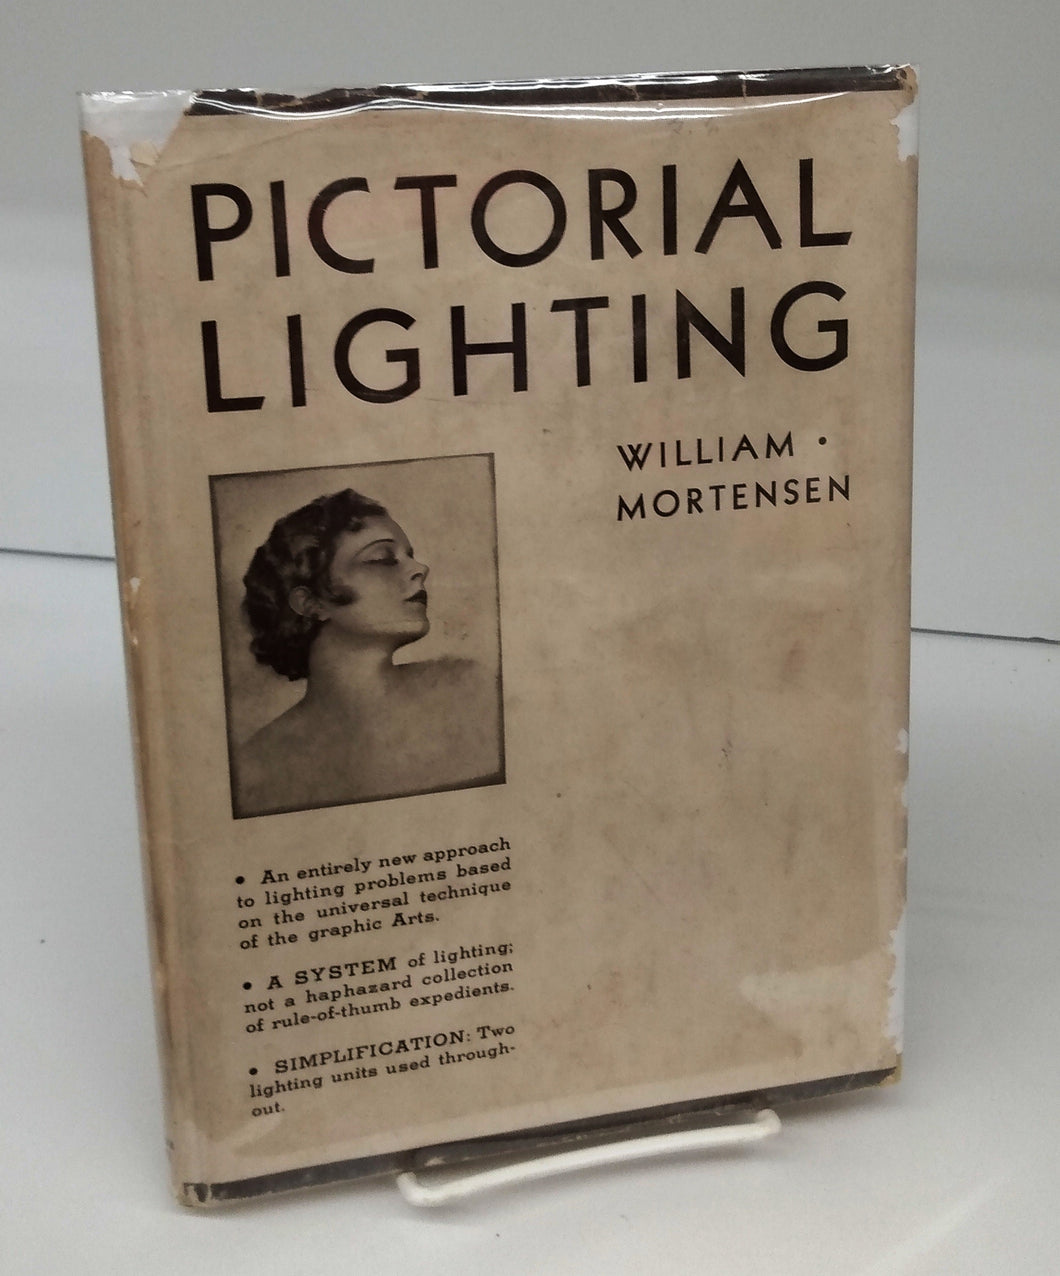 PICTORIAL
LIGHTING
WILLIAM •
MORTENSEN
• An entirely new approach
to lighting problems based
on the universal technique
of the graphic Arts.
• A SYSTEM of lighting;
not a haphazard collection
of rule-of-thumb expedients.
• SIMPLIFICATION: Two
lighting units used through-
out.